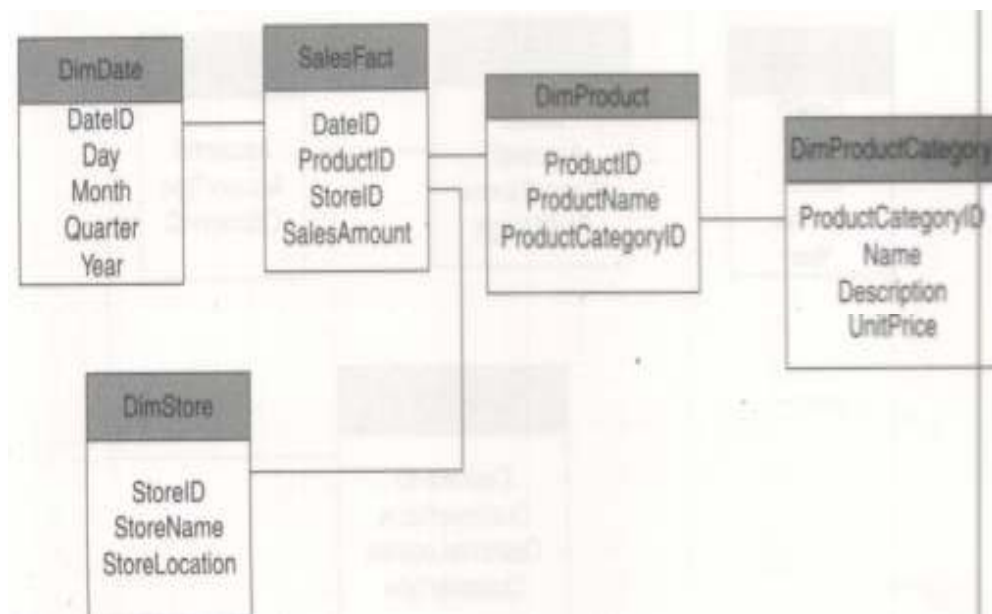 DimDate
DateID
Day
Month
Quarter
Year
SalesFact
DateID
ProductID
StoreID
SalesAmount
DimProduct
ProductID
ProductName
ProductCategoryID
DimProductCategory
ProductCategoryID
Name
Description
UnitPrice
DimStore
StoreID
StoreName
StoreLocation